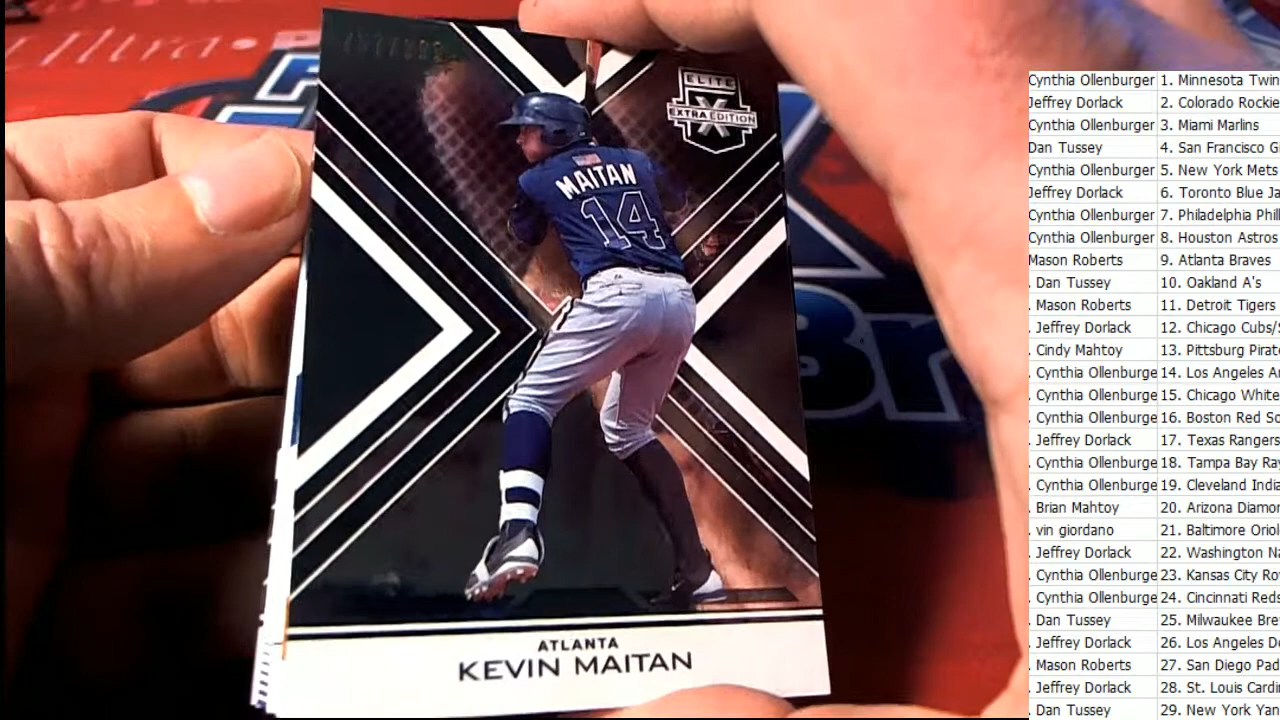 Ultra
ELITE
X
EXTRA EDITION
MAITAN
14
Br
ATLANTA
KEVIN MAITAN
Cynthia Ollenburger 1. Minnesota Twin
Jeffrey Dorlack 2. Colorado Rockie
Cynthia Ollenburger 3. Miami Marlins
Dan Tussey 4. San Francisco Gi
Cynthia Ollenburger 5. New York Mets
Jeffrey Dorlack 6. Toronto Blue Ja
Cynthia Ollenburger 7. Philadelphia Phil
Cynthia Ollenburger 8. Houston Astros
Mason Roberts 9. Atlanta Braves
. Dan Tussey 10. Oakland A's
. Mason Roberts 11. Detroit Tigers
. Jeffrey Dorlack 12. Chicago Cubs/
. Cindy Mahtoy 13. Pittsburg Pirat
. Cynthia Ollenburge 14. Los Angeles A
. Cynthia Ollenburge 15. Chicago White
. Cynthia Ollenburge 16. Boston Red So
. Jeffrey Dorlack 17. Texas Rangers
. Cynthia Ollenburge 18. Tampa Bay Ray
. Cynthia Ollenburge 19. Cleveland India
. Brian Mahtoy 20. Arizona Diamo
. vin giordano 21. Baltimore Oriol
. Jeffrey Dorlack 22. Washington Na
. Cynthia Ollenburge 23. Kansas City Ro
. Cynthia Ollenburge 24. Cincinnati Reds
. Dan Tussey 25. Milwaukee Bre
. Jeffrey Dorlack 26. Los Angeles Do
. Mason Roberts 27. San Diego Pad
. Jeffrey Dorlack 28. St. Louis Cardi
. Dan Tussey 29. New York Yan